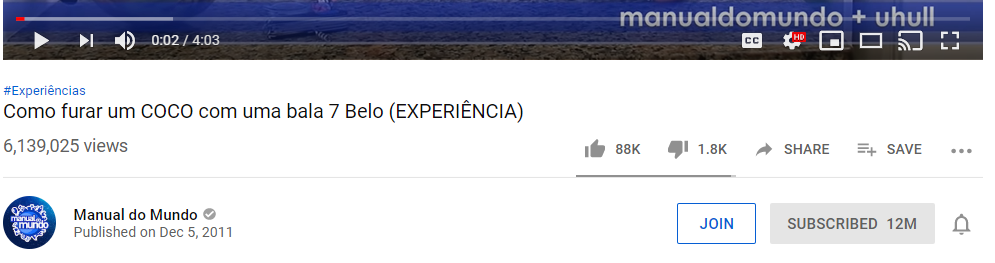 manualdomundo + uhull
0:02 / 4:03
CC
HD
#Experiências
Como furar um COCO com uma bala 7 Belo (EXPERIÊNCIA)
6,139,025 views
88K
1.8K
SHARE
SAVE
manual do mundo
Manual do Mundo
Published on Dec 5, 2011
JOIN
SUBSCRIBED 12M